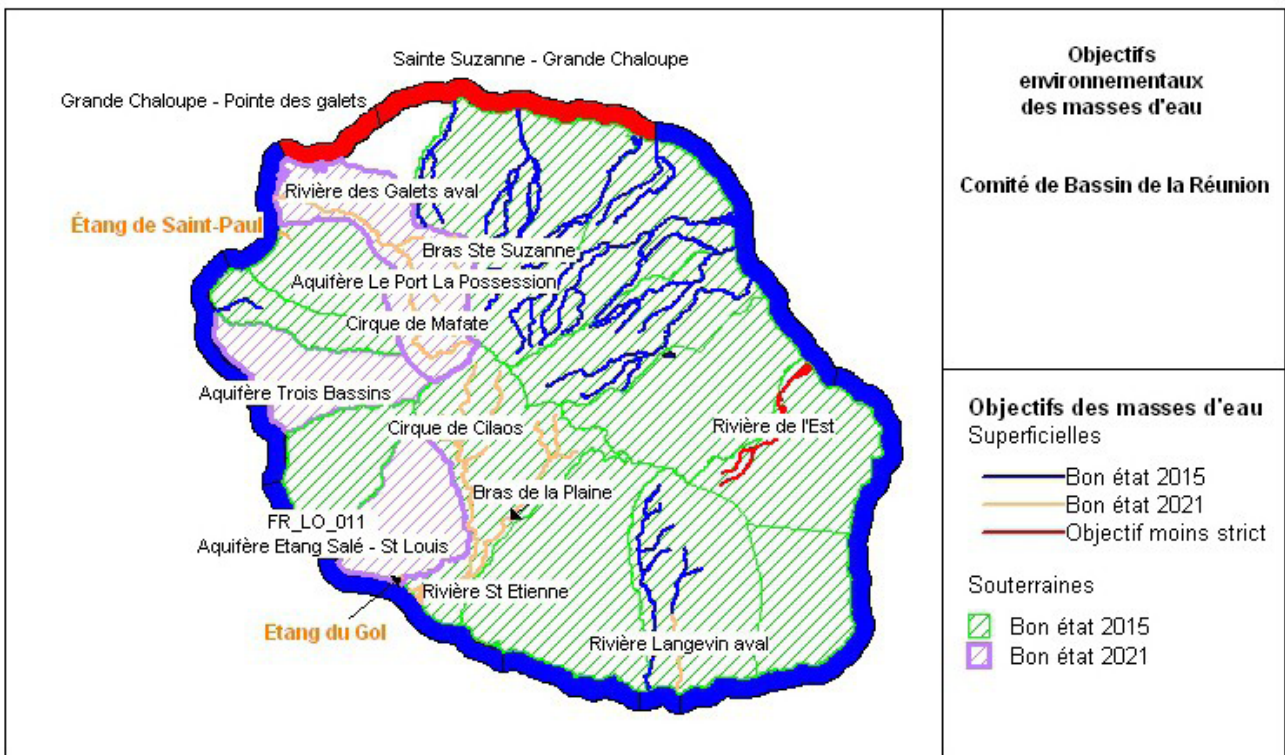 Sainte Suzanne - Grande Chaloupe
Grande Chaloupe - Pointe des galets
Rivière des Galets aval
Étang de Saint-Paul
Bras Ste Suzanne
Aquifère Le Port La Possession
Cirque de Mafate
Aquifère Trois Bassins
Cirque de Cilaos
Rivière de l'Est
Bras de la Plaine
FR_LO_011
Aquifère Etang Salé - St Louis
Rivière St Etienne
Etang du Gol
Rivière Langevin aval
Objectifs
environnementaux
des masses d'eau
Comité de Bassin de la Réunion
Objectifs des masses d'eau
Superficielles
Bon état 2015
Bon état 2021
Objectif moins strict
Souterraines
Bon état 2015
Bon état 2021